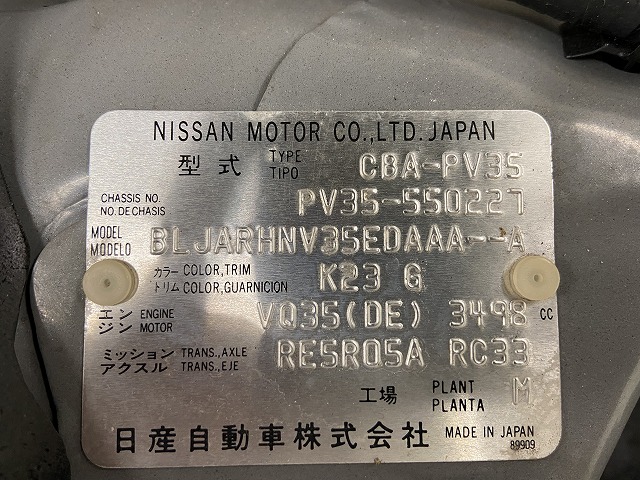 NISSAN MOTOR CO.,LTD. JAPAN
型式 TYPE TIPO CBA-PV35
CHASSIS NO. NO. DE CHASIS PV35-550227
MODEL MODELO BLJARHNV35EDAAA--A
カラー COLOR,TRIM トリム COLOR,GUARNICION K23 G
エンジン ENGINE MOTOR VQ35(DE) 3498 CC
ミッション TRANS.,AXLE アクスル TRANS.,EJE RE5R05A RC33
工場 PLANT PLANTA M
日産自動車株式会社 MADE IN JAPAN
89909